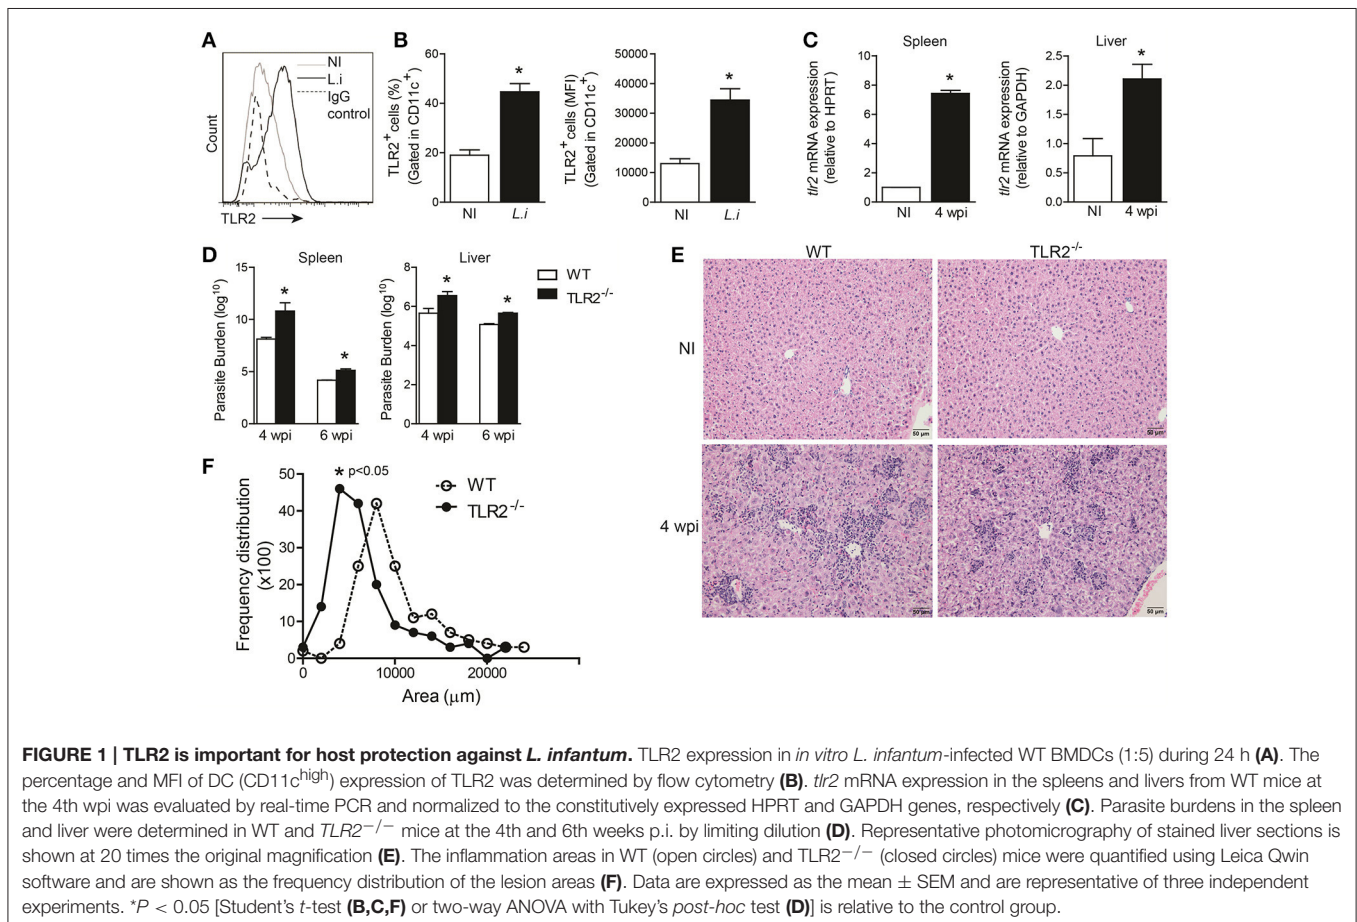 A
NI
L.i
IgG
control
Count
TLR2
B
TLR2+ cells (%)
(Gated in CD11c+)
60
40
20
0
*
NI
L.i
TLR2+ cells (MFI)
(Gated in CD11c+)
50000
40000
30000
20000
10000
0
*
NI
L.i
C
Spleen
tlr2 mRNA expression
(relative to HPRT)
10
8
6
4
2
0
*
NI
4 wpi
Liver
tlr2 mRNA expression
(relative to GAPDH)
2.5
2.0
1.5
1.0
0.5
0.0
*
NI
4 wpi
D
Spleen
Parasite Burden (log10)
15
10
5
0
*
*
4 wpi
6 wpi
Liver
Parasite Burden (log10)
8
6
4
2
0
*
*
4 wpi
6 wpi
WT
TLR2-/-
E
WT
TLR2-/-
NI
4 wpi
50 µm
50 µm
50 µm
50 µm
F
Frequency distribution
(x100)
50
40
30
20
10
0
* p<0.05
WT
TLR2-/-
0
10000
20000
Area (µm)
FIGURE 1 | TLR2 is important for host protection against L. infantum. TLR2 expression in in vitro L. infantum-infected WT BMDCs (1:5) during 24 h (A). The
percentage and MFI of DC (CD11chigh) expression of TLR2 was determined by flow cytometry (B). tlr2 mRNA expression in the spleens and livers from WT mice at
the 4th wpi was evaluated by real-time PCR and normalized to the constitutively expressed HPRT and GAPDH genes, respectively (C). Parasite burdens in the spleen
and liver were determined in WT and TLR2−/− mice at the 4th and 6th weeks p.i. by limiting dilution (D). Representative photomicrography of stained liver sections is
shown at 20 times the original magnification (E). The inflammation areas in WT (open circles) and TLR2−/− (closed circles) mice were quantified using Leica Qwin
software and are shown as the frequency distribution of the lesion areas (F). Data are expressed as the mean ± SEM and are representative of three independent
experiments. *P < 0.05 [Student's t-test (B,C,F) or two-way ANOVA with Tukey's post-hoc test (D)] is relative to the control group.